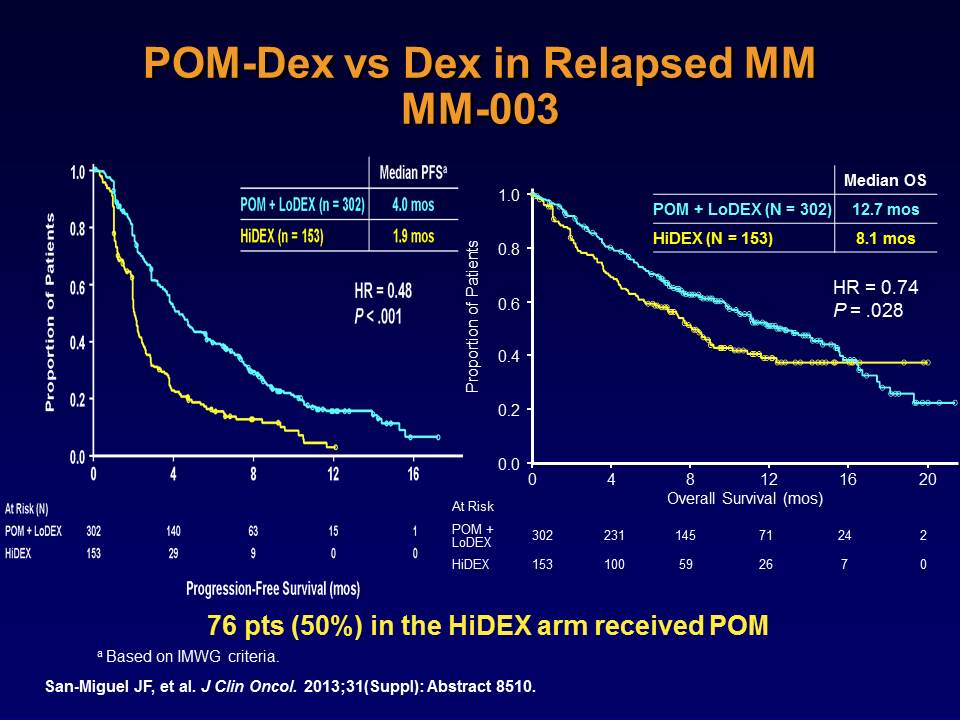 POM-Dex vs Dex in Relapsed MM
MM-003
Median PFSa
POM + LoDEX (n = 302) 4.0 mos
HiDEX (n = 153) 1.9 mos
HR = 0.48
P < .001
Proportion of Patients
1.0
0.8
0.6
0.4
0.2
0.0
0 4 8 12 16
At Risk (N)
POM + LoDEX 302 140 63 15 1
HiDEX 153 29 9 0 0
Progression-Free Survival (mos)
Median OS
POM + LoDEX (N = 302) 12.7 mos
HiDEX (N = 153) 8.1 mos
HR = 0.74
P = .028
Proportion of Patients
1.0
0.8
0.6
0.4
0.2
0.0
0 4 8 12 16 20
Overall Survival (mos)
At Risk
POM +
LoDEX 302 231 145 71 24 2
HiDEX 153 100 59 26 7 0
76 pts (50%) in the HiDEX arm received POM
a Based on IMWG criteria.
San-Miguel JF, et al. J Clin Oncol. 2013;31(Suppl): Abstract 8510.